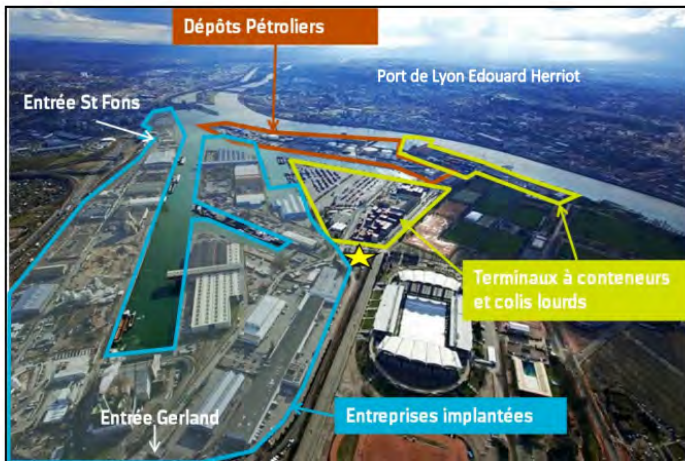 Dépôts Pétroliers
Port de Lyon Edouard Herriot
Entrée St Fons
Terminaux à conteneurs
et colis lourds
Entreprises implantées
Entrée Gerland